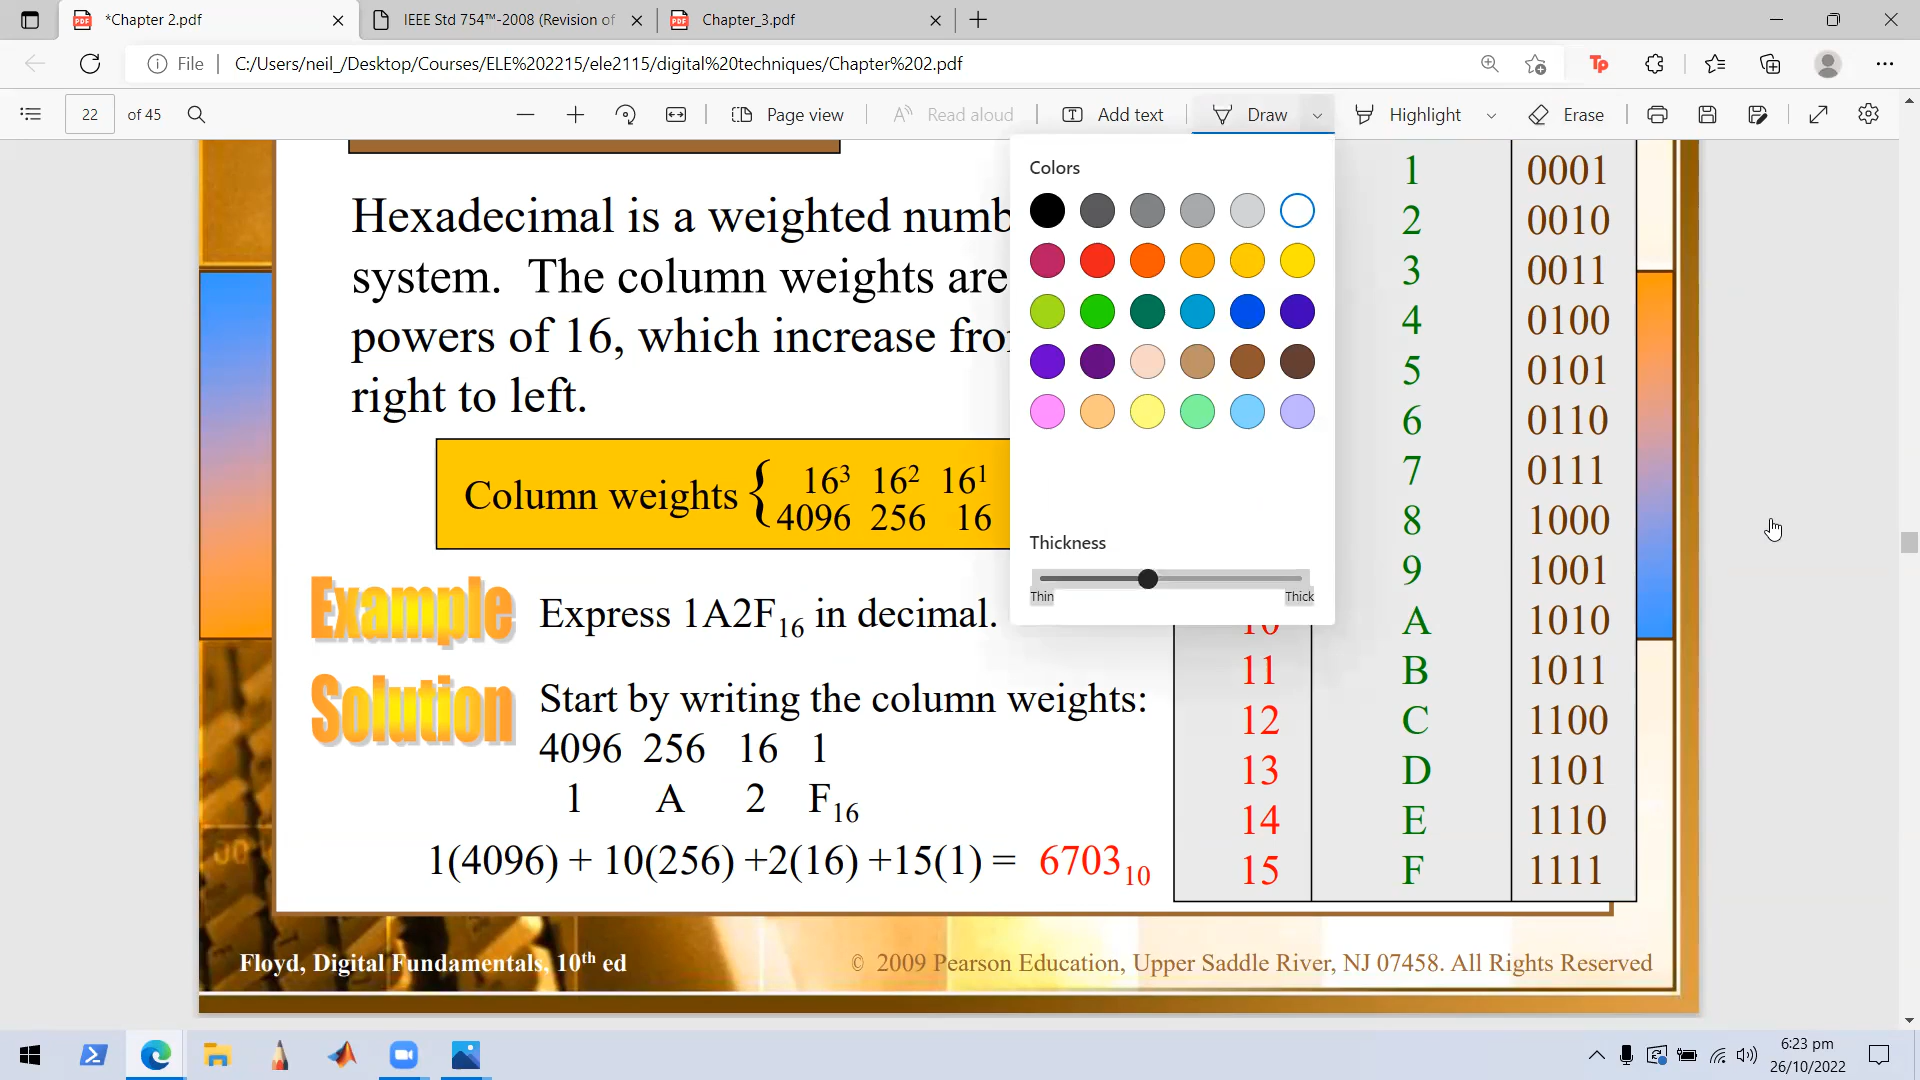 *Chapter 2.pdf
IEEE Std 754™-2008 (Revision of
Chapter_3.pdf
File
C:/Users/neil_/Desktop/Courses/ELE%202215/ele2115/digital%20techniques/Chapter%202.pdf
22 of 45
Page view
Read aloud
Add text
Draw
Highlight
Erase
Colors
Thickness
Thin
Thick
Hexadecimal is a weighted numb
system. The column weights are
powers of 16, which increase fro
right to left.
Column weights { 16³ 16² 16¹
4096 256 16
Example
Express 1A2F₁₆ in decimal.
Solution
Start by writing the column weights:
4096 256 16 1
1 A 2 F₁₆
1(4096) + 10(256) +2(16) +15(1) = 6703₁₀
1 0001
2 0010
3 0011
4 0100
5 0101
6 0110
7 0111
8 1000
9 1001
10 A 1010
11 B 1011
12 C 1100
13 D 1101
14 E 1110
15 F 1111
Floyd, Digital Fundamentals, 10th ed
© 2009 Pearson Education, Upper Saddle River, NJ 07458. All Rights Reserved
6:23 pm
26/10/2022